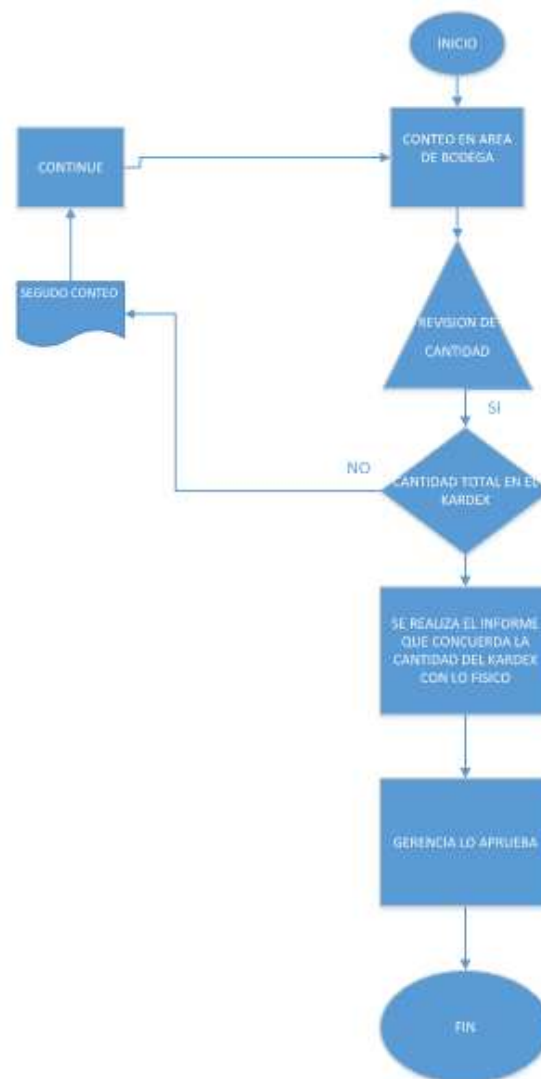 INICIO
CONTEO EN AREA
DE BODEGA
CONTINUE
SEGUDO CONTEO
REVISION DE
CANTIDAD
SI
NO
CANTIDAD TOTAL EN EL
KARDEX
SE REALIZA EL INFORME
QUE CONCUERDA LA
CANTIDAD DEL KARDEX
CON LO FISICO
GERENCIA LO APRUEBA
FIN